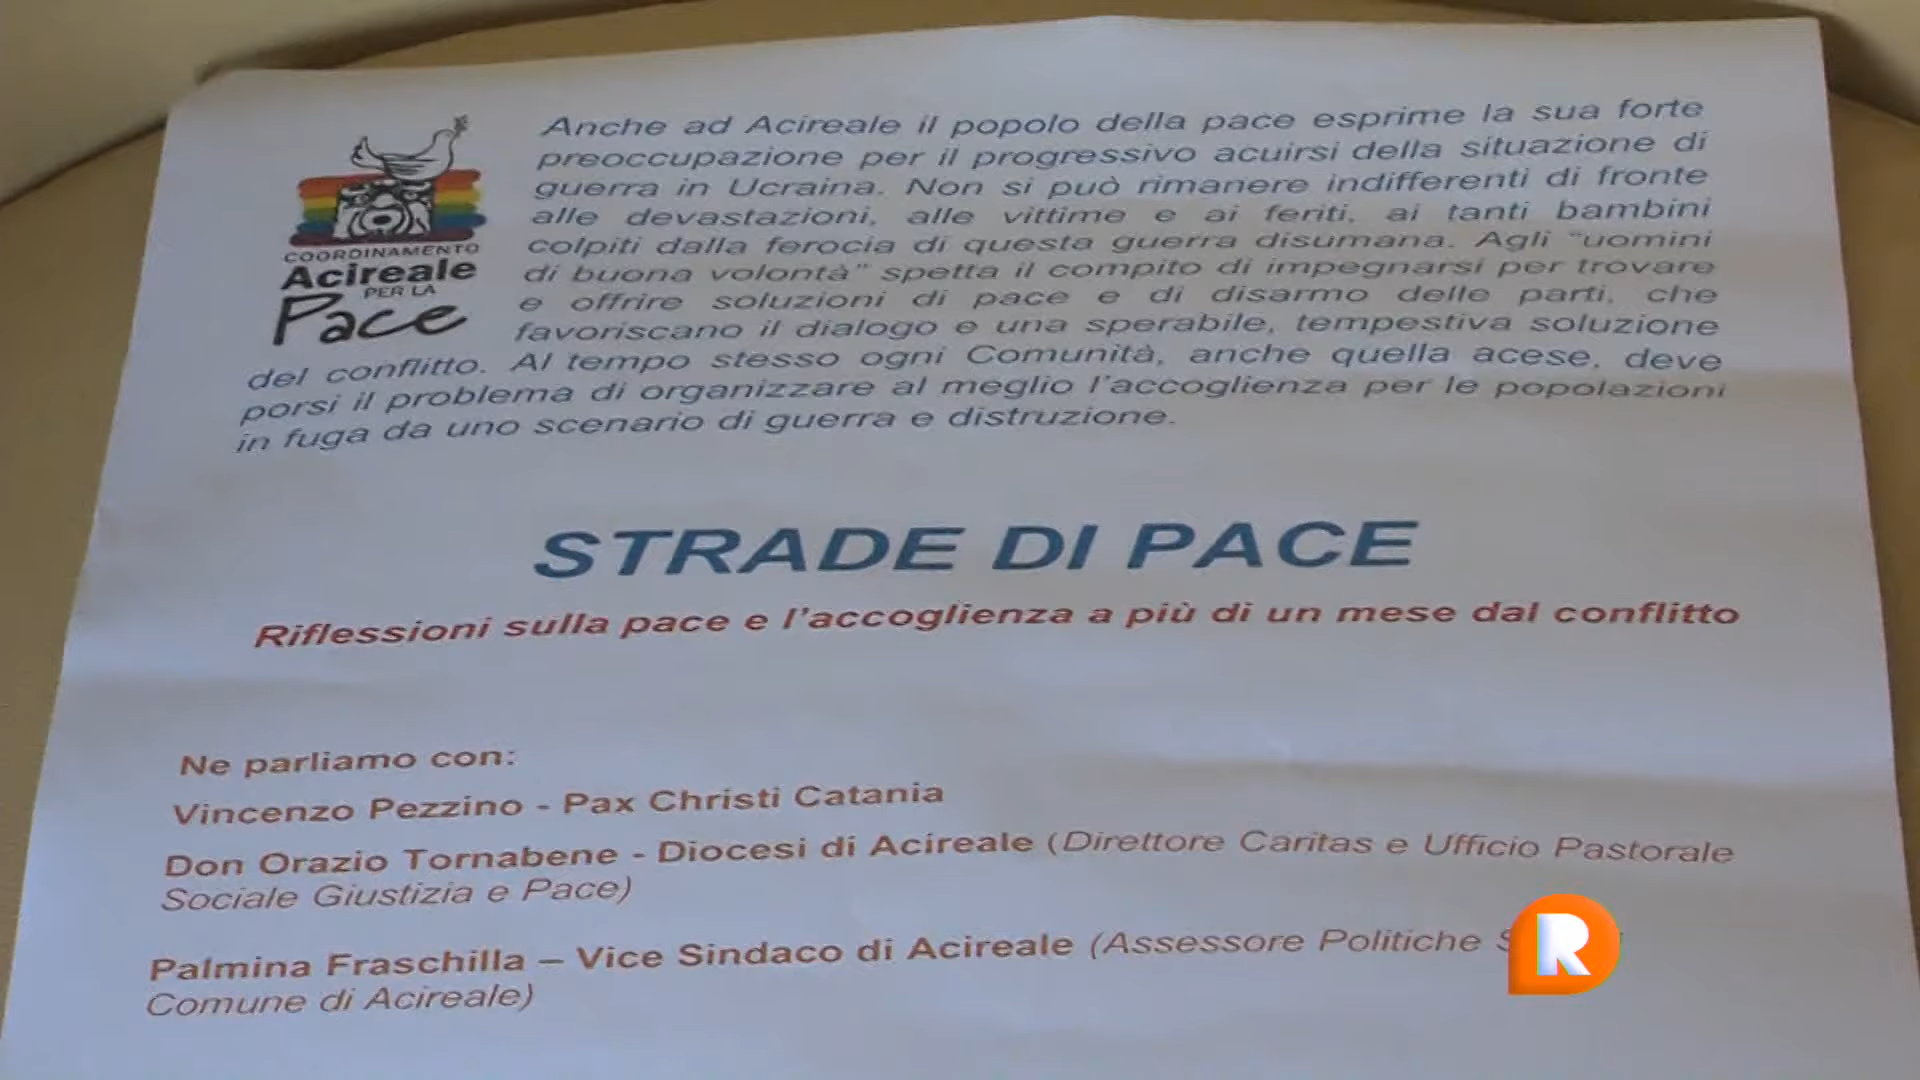 COORDINAMENTO
Acireale
PER LA
Pace
Anche ad Acireale il popolo della pace esprime la sua forte
preoccupazione per il progressivo acuirsi della situazione di
guerra in Ucraina. Non si può rimanere indifferenti di fronte
alle devastazioni, alle vittime e ai feriti, ai tanti bambini
colpiti dalla ferocia di questa guerra disumana. Agli "uomini
di buona volontà" spetta il compito di impegnarsi per trovare
e offrire soluzioni di pace e di disarmo delle parti, che
favoriscano il dialogo e una sperabile, tempestiva soluzione
del conflitto. Al tempo stesso ogni Comunità, anche quella acese, deve
porsi il problema di organizzare al meglio l'accoglienza per le popolazioni
in fuga da uno scenario di guerra e distruzione.
STRADE DI PACE
Riflessioni sulla pace e l'accoglienza a più di un mese dal conflitto
Ne parliamo con:
Vincenzo Pezzino - Pax Christi Catania
Don Orazio Tornabene - Diocesi di Acireale (Direttore Caritas e Ufficio Pastorale
Sociale Giustizia e Pace)
Palmina Fraschilla – Vice Sindaco di Acireale (Assessore Politiche
Comune di Acireale)
R